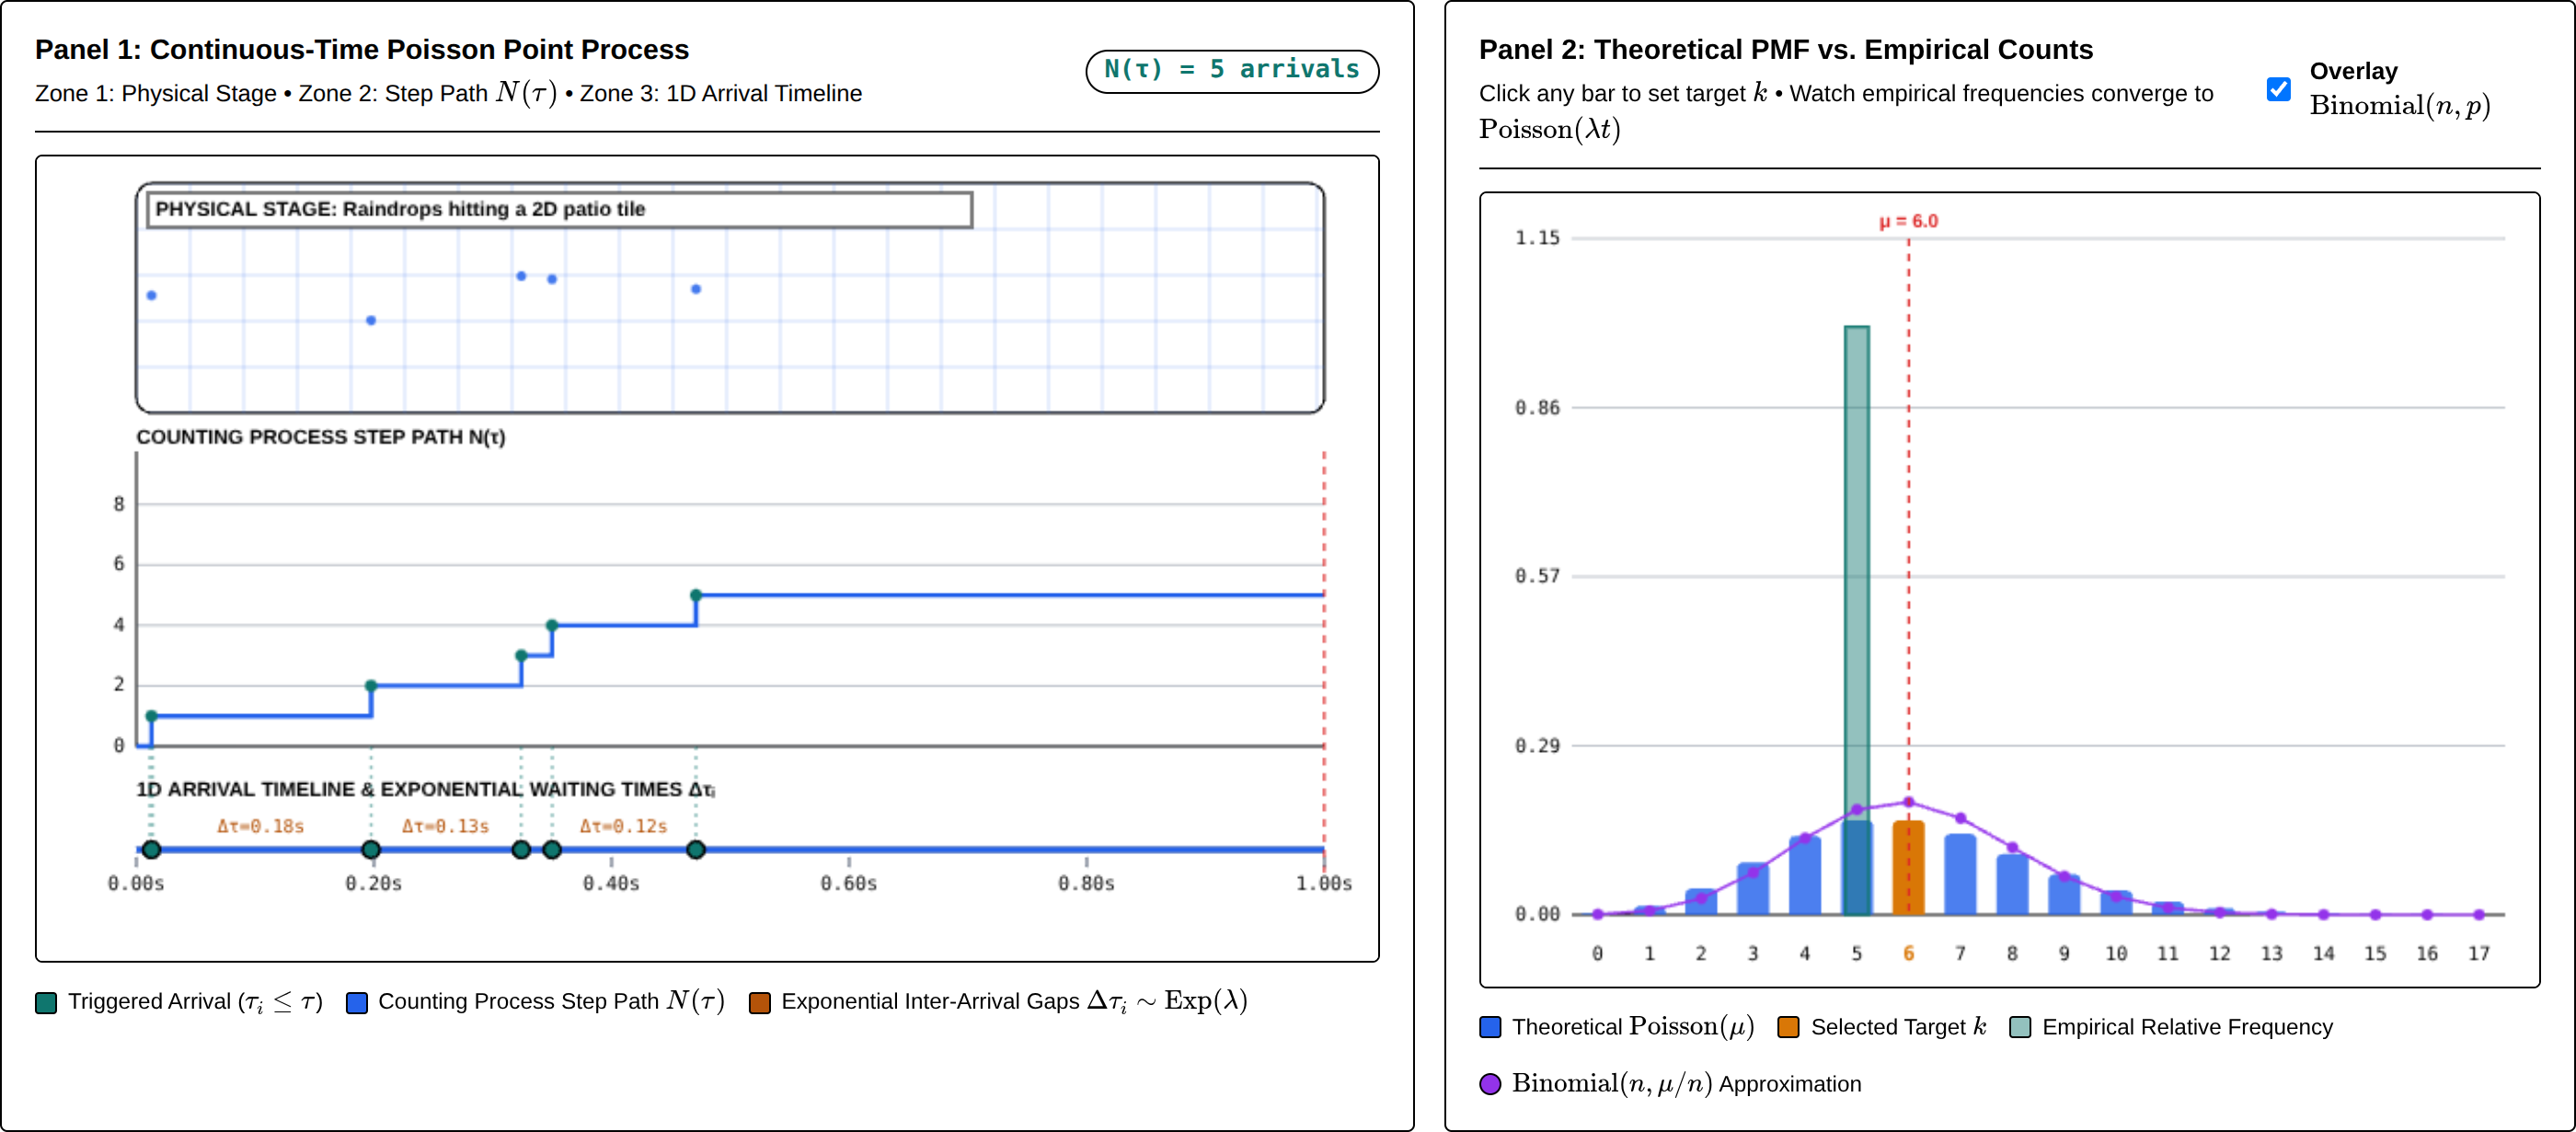 Panel 1: Continuous-Time Poisson Point Process
Zone 1: Physical Stage • Zone 2: Step Path N(τ) • Zone 3: 1D Arrival Timeline
N(τ) = 5 arrivals
PHYSICAL STAGE: Raindrops hitting a 2D patio tile
COUNTING PROCESS STEP PATH N(τ)
8
6
4
2
0
1D ARRIVAL TIMELINE & EXPONENTIAL WAITING TIMES Δτᵢ
Δτ=0.18s Δτ=0.13s Δτ=0.12s
0.00s 0.20s 0.40s 0.60s 0.80s 1.00s
Triggered Arrival (τᵢ ≤ τ) Counting Process Step Path N(τ) Exponential Inter-Arrival Gaps Δτᵢ ∼ Exp(λ)
Panel 2: Theoretical PMF vs. Empirical Counts
Click any bar to set target k • Watch empirical frequencies converge to
Poisson(λt)
Overlay
Binomial(n, p)
μ = 6.0
1.15
0.86
0.57
0.29
0.00
0 1 2 3 4 5 6 7 8 9 10 11 12 13 14 15 16 17
Theoretical Poisson(μ) Selected Target k Empirical Relative Frequency
Binomial(n, μ/n) Approximation